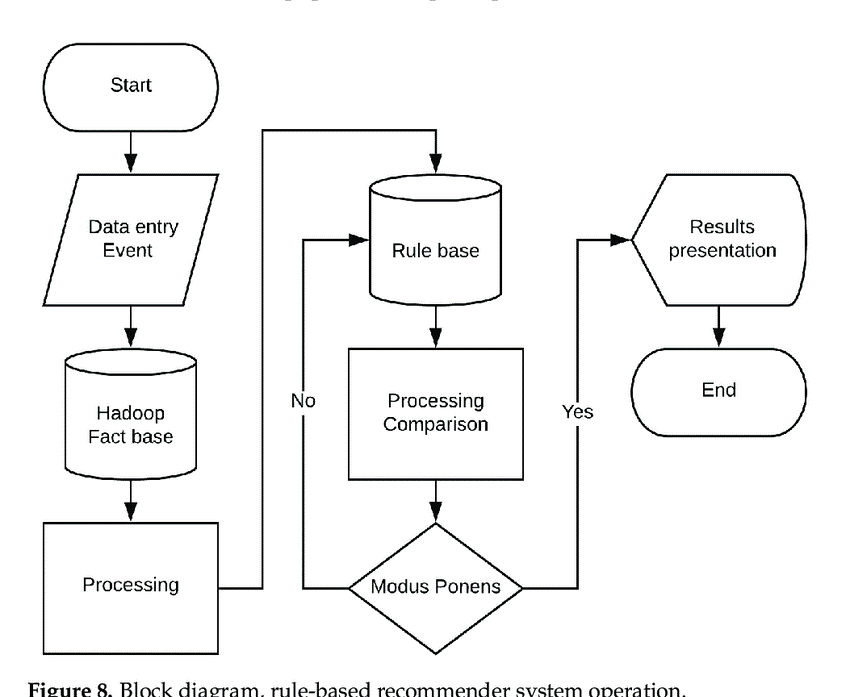 Start
Data entry
Event
Hadoop
Fact base
Processing
Rule base
Processing
Comparison
Modus Ponens
No
Yes
Results
presentation
End
Figure 8. Block diagram, rule-based recommender system operation.